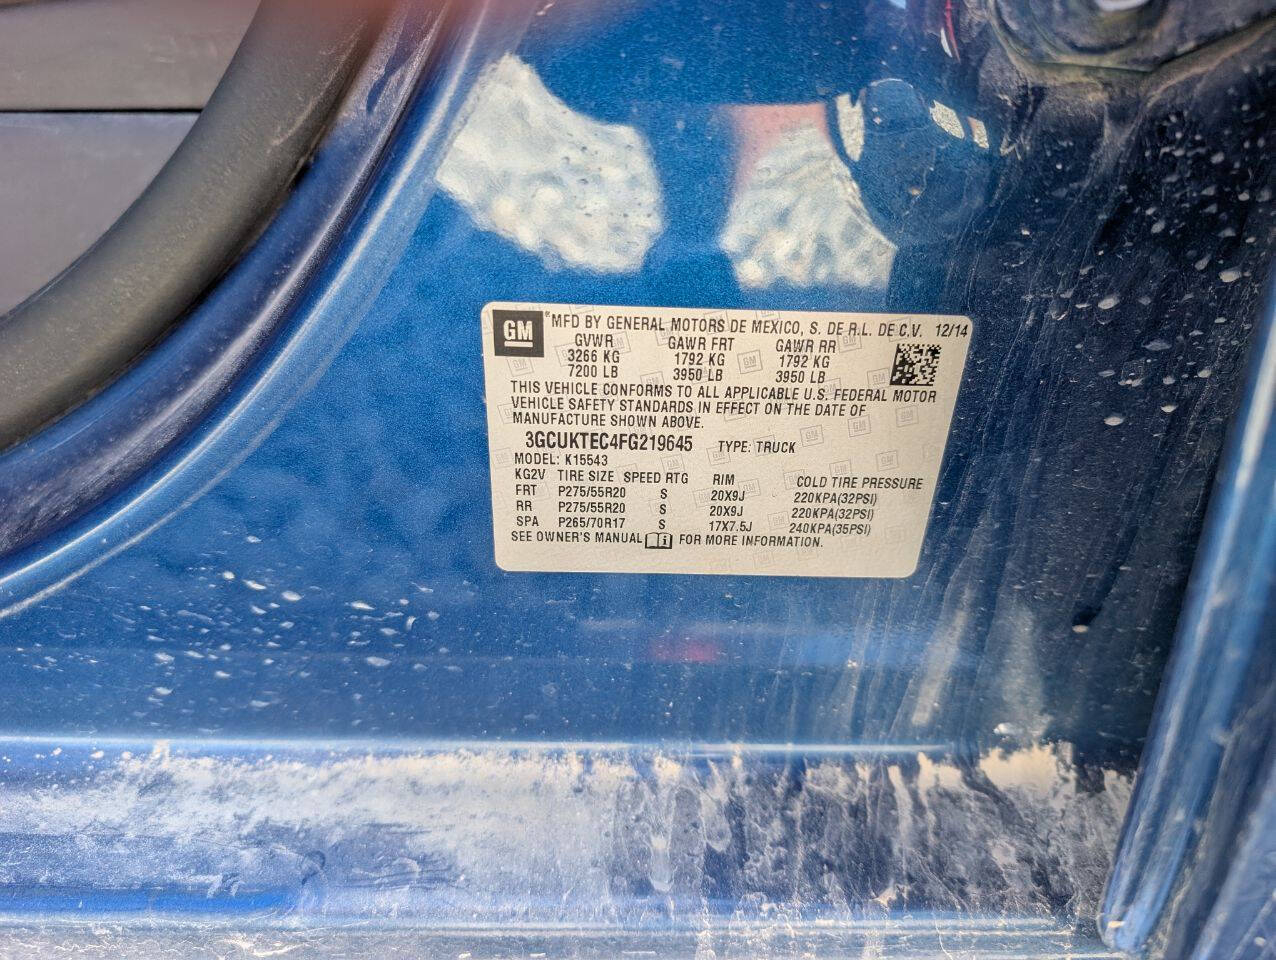 GM ® MFD BY GENERAL MOTORS DE MEXICO, S. DE R.L. DE C.V. 12/14
GVWR GAWR FRT GAWR RR
3266 KG 1792 KG 1792 KG
7200 LB 3950 LB 3950 LB
THIS VEHICLE CONFORMS TO ALL APPLICABLE U.S. FEDERAL MOTOR
VEHICLE SAFETY STANDARDS IN EFFECT ON THE DATE OF
MANUFACTURE SHOWN ABOVE.
3GCUKTEC4FG219645 TYPE: TRUCK
MODEL: K15543
KG2V TIRE SIZE SPEED RTG RIM COLD TIRE PRESSURE
FRT P275/55R20 S 20X9J 220KPA(32PSI)
RR P275/55R20 S 20X9J 220KPA(32PSI)
SPA P265/70R17 S 17X7.5J 240KPA(35PSI)
SEE OWNER'S MANUAL FOR MORE INFORMATION.